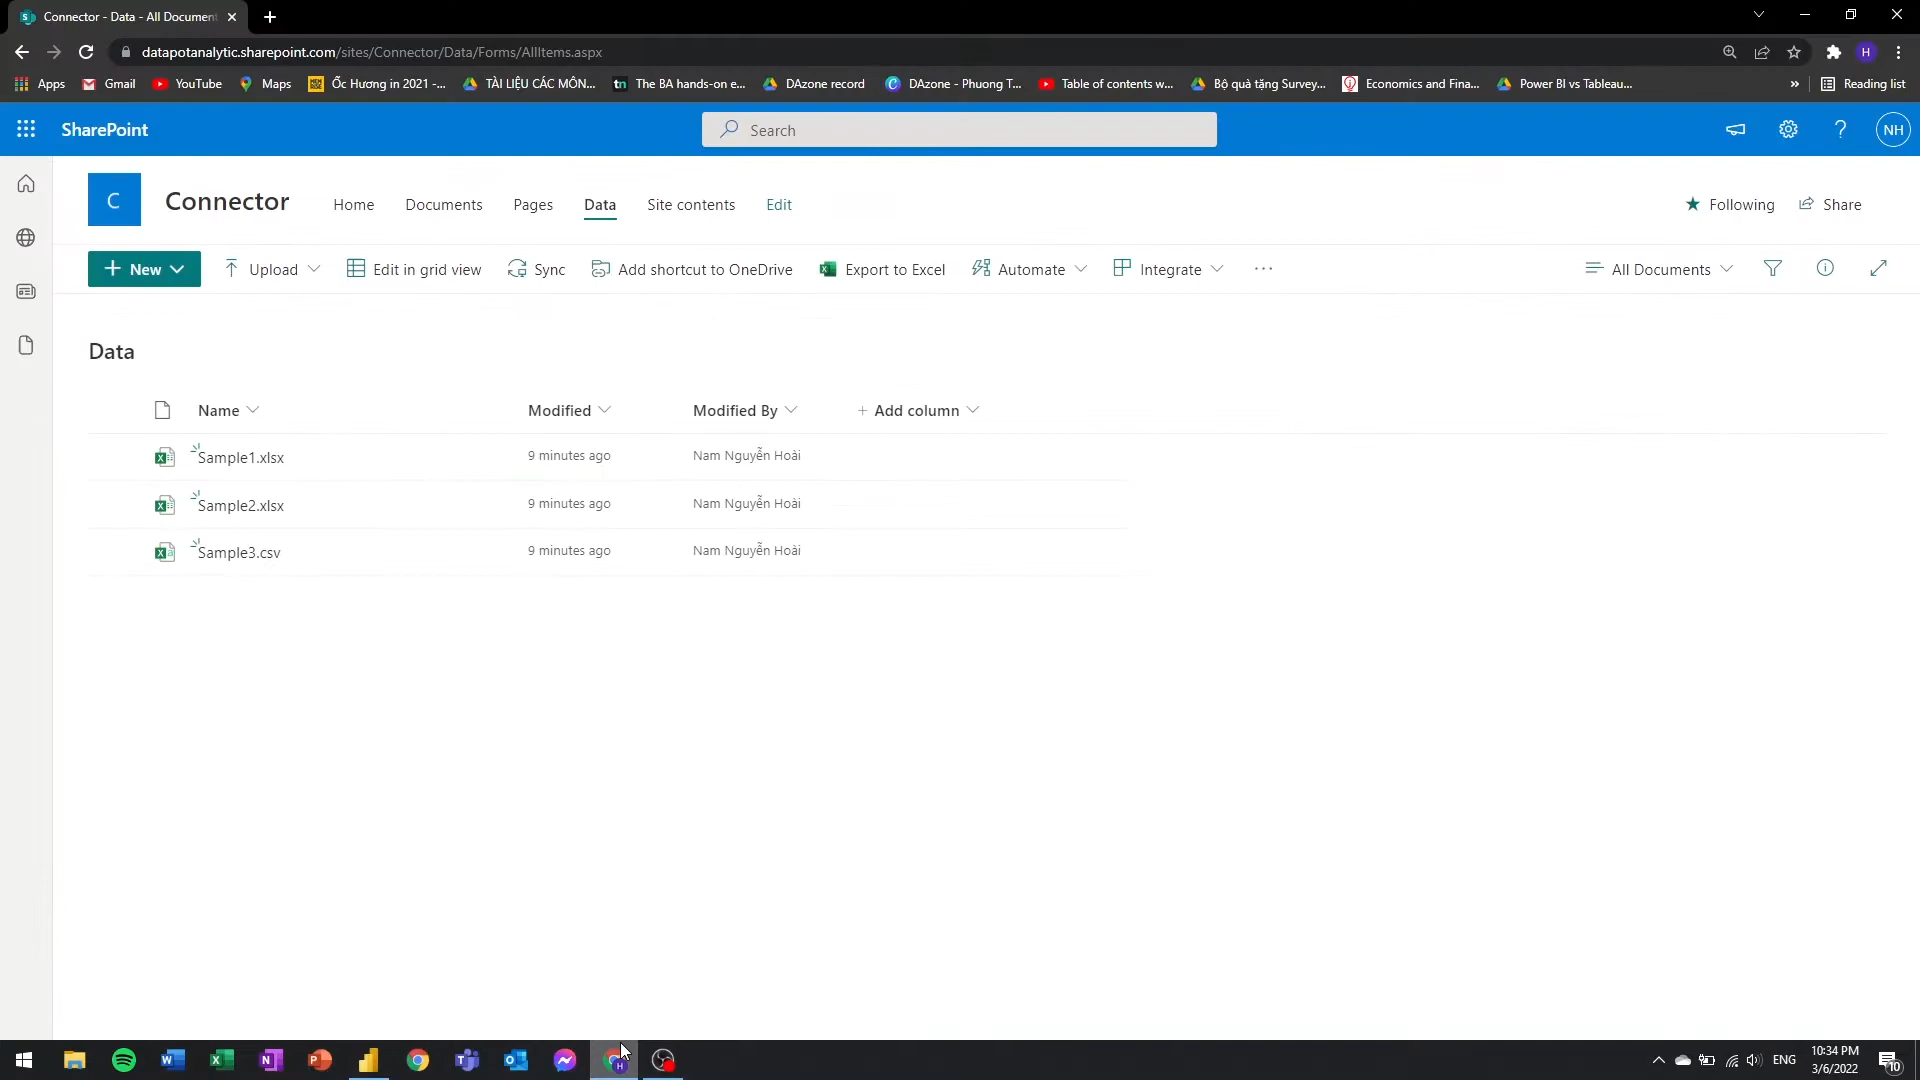 Connector - Data - All Document
datapotanalytic.sharepoint.com/sites/Connector/Data/Forms/AllItems.aspx
H
Apps Gmail YouTube Maps Ốc Hương in 2021 -... TÀI LIỆU CÁC MÔN... The BA hands-on e... DAzone record DAzone - Phuong T... Table of contents w... Bộ quà tặng Survey... Economics and Fina... Power BI vs Tableau... » Reading list
SharePoint
Search
NH
C
Connector
Home Documents Pages Data Site contents Edit
Following Share
+ New Upload Edit in grid view Sync Add shortcut to OneDrive Export to Excel Automate Integrate ... All Documents
Data
Name Modified Modified By + Add column
Sample1.xlsx 9 minutes ago Nam Nguyễn Hoài
Sample2.xlsx 9 minutes ago Nam Nguyễn Hoài
Sample3.csv 9 minutes ago Nam Nguyễn Hoài
ENG
10:34 PM
3/6/2022
10